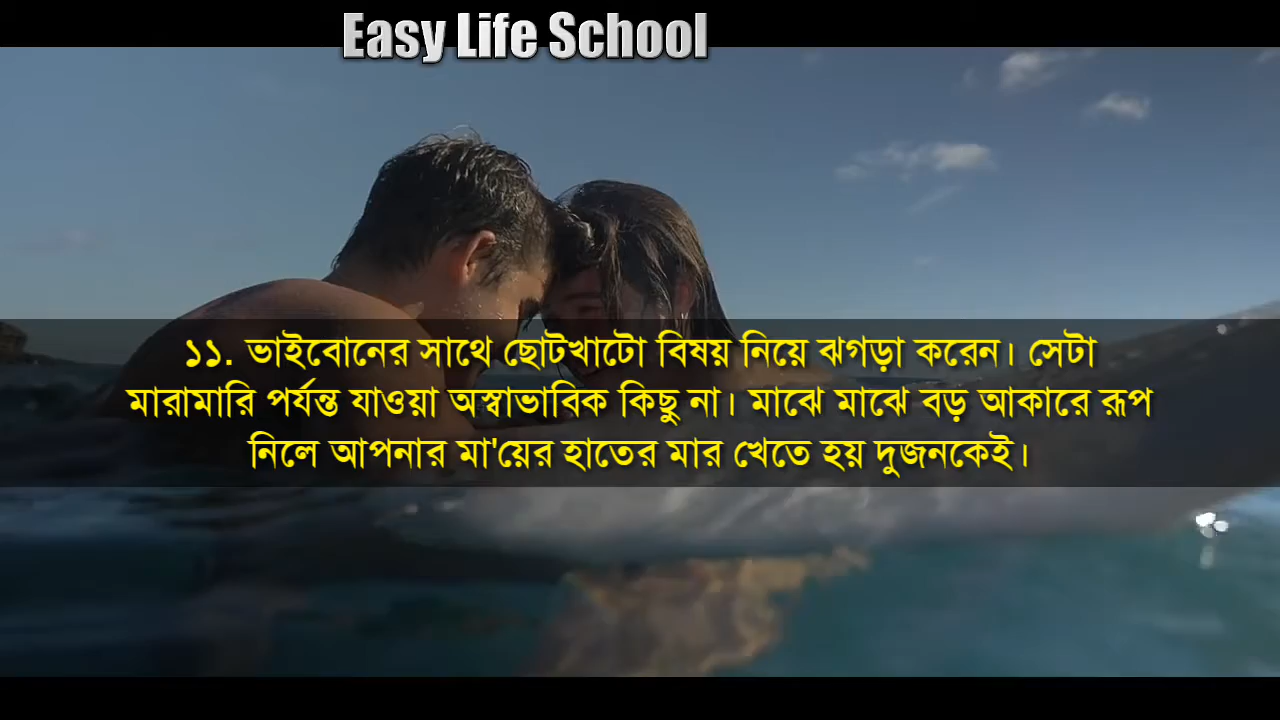 Easy Life School
১১. ভাইবোনের সাথে ছোটখাটো বিষয় নিয়ে ঝগড়া করেন। সেটা
মারামারি পর্যন্ত যাওয়া অস্বাভাবিক কিছু না। মাঝে মাঝে বড় আকারে রূপ
নিলে আপনার মা'য়ের হাতের মার খেতে হয় দুজনকেই।